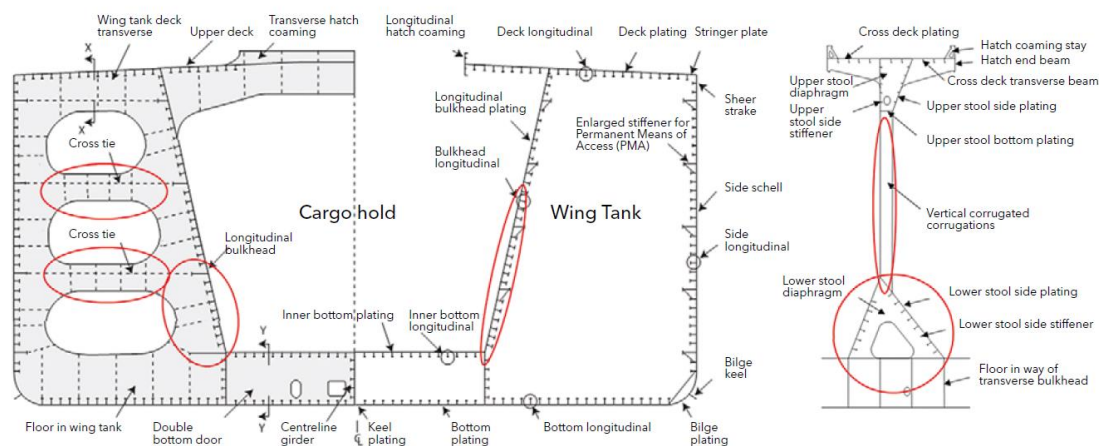 Wing tank deck
transverse
Upper deck
Transverse hatch
coaming
Longitudinal
hatch coaming
Deck longitudinal
Deck plating
Stringer plate
X
X
Cross tie
Cross tie
Cargo hold
Longitudinal
bulkhead
Longitudinal
bulkhead plating
Bulkhead
longitudinal
Enlarged stiffener for
Permanent Means of
Access (PMA)
Sheer
strake
Wing Tank
Side schell
Side
longitudinal
Inner bottom plating
Inner bottom
longitudinal
Bilge
keel
Y
Y
Floor in wing tank
Double
bottom door
Centreline
girder
℄
Keel
plating
Bottom
plating
Bottom longitudinal
Bilge plating
Cross deck plating
Hatch coaming stay
Hatch end beam
Cross deck transverse beam
Upper stool
diaphragm
Upper
stool side
stiffener
Upper stool side plating
Upper stool bottom plating
Vertical corrugated
corrugations
Lower stool
diaphragm
Lower stool side plating
Lower stool side stiffener
Floor in way of
transverse bulkhead